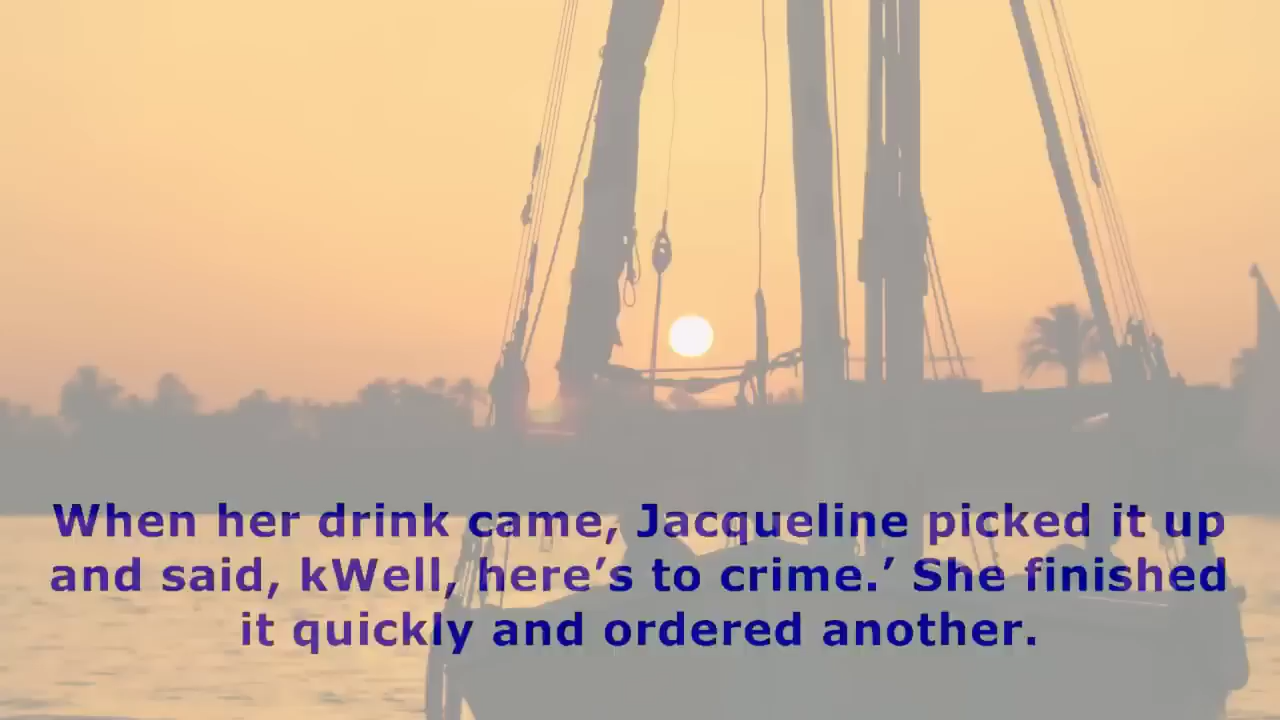 When her drink came, Jacqueline picked it up
and said, kWell, here’s to crime.’ She finished
it quickly and ordered another.